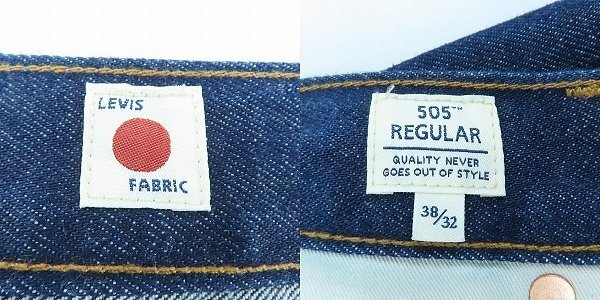 LEVIS
FABRIC
505™
REGULAR
QUALITY NEVER
GOES OUT OF STYLE
38/32